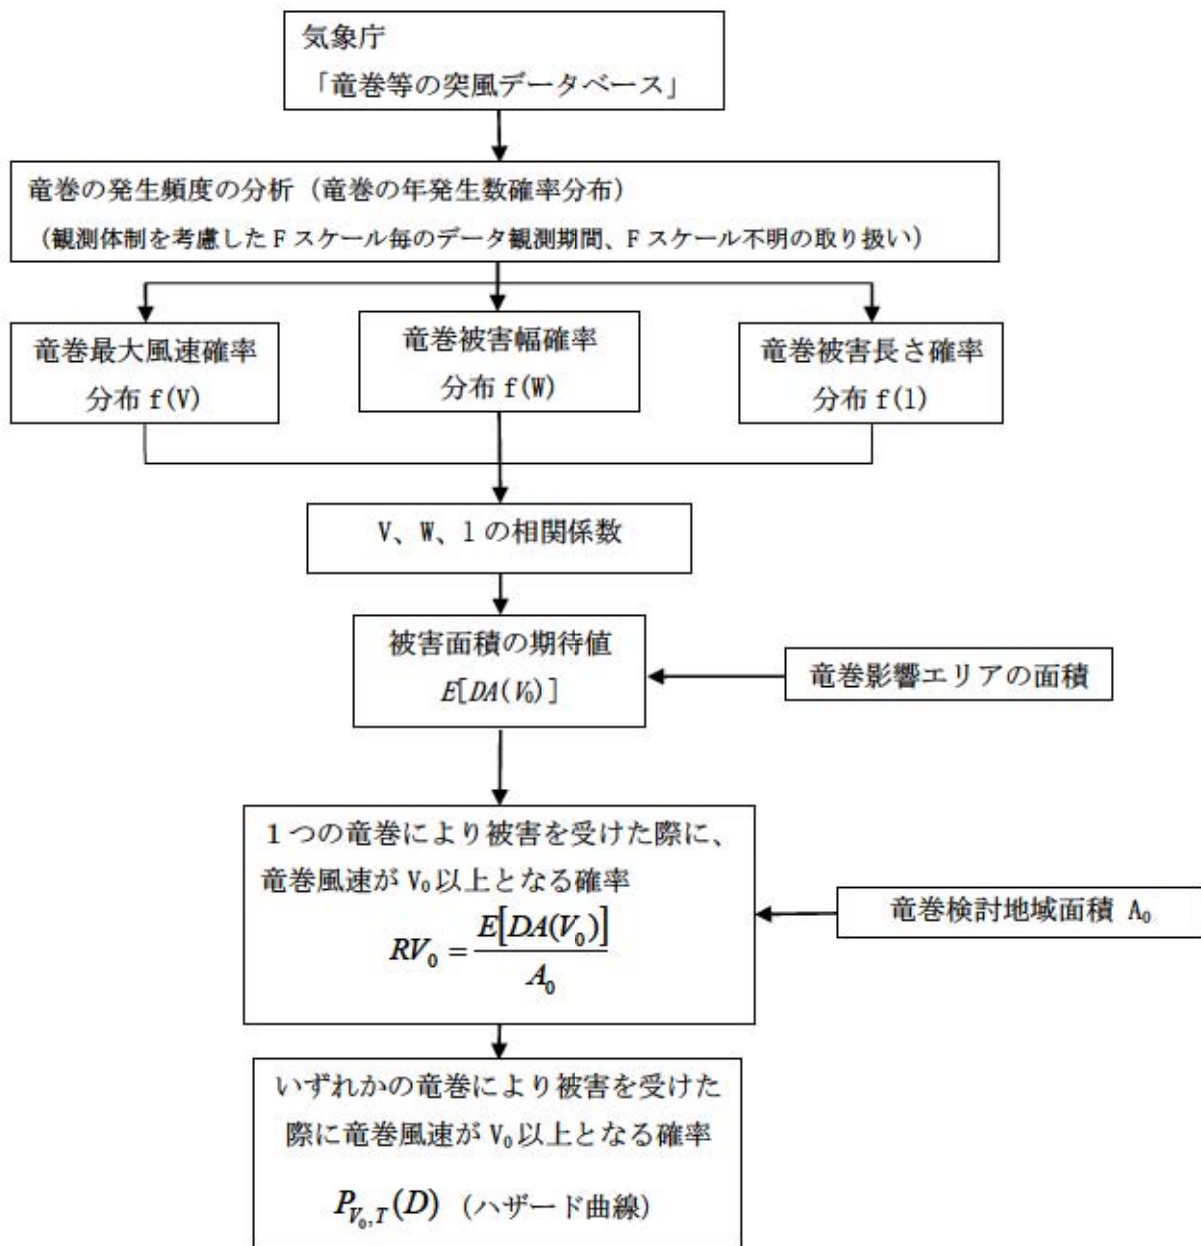 気象庁
「竜巻等の突風データベース」
竜巻の発生頻度の分析（竜巻の年発生数確率分布）
（観測体制を考慮したFスケール毎のデータ観測期間、Fスケール不明の取り扱い）
竜巻最大風速確率
分布 f(V)
竜巻被害幅確率
分布 f(W)
竜巻被害長さ確率
分布 f(l)
V、W、l の相関係数
被害面積の期待値
E[DA(V₀)]
竜巻影響エリアの面積
１つの竜巻により被害を受けた際に、
竜巻風速が V₀以上となる確率
RV₀ = E[DA(V₀)] / A₀
竜巻検討地域面積 A₀
いずれかの竜巻により被害を受けた
際に竜巻風速が V₀以上となる確率
P_{V₀,T}(D) （ハザード曲線）